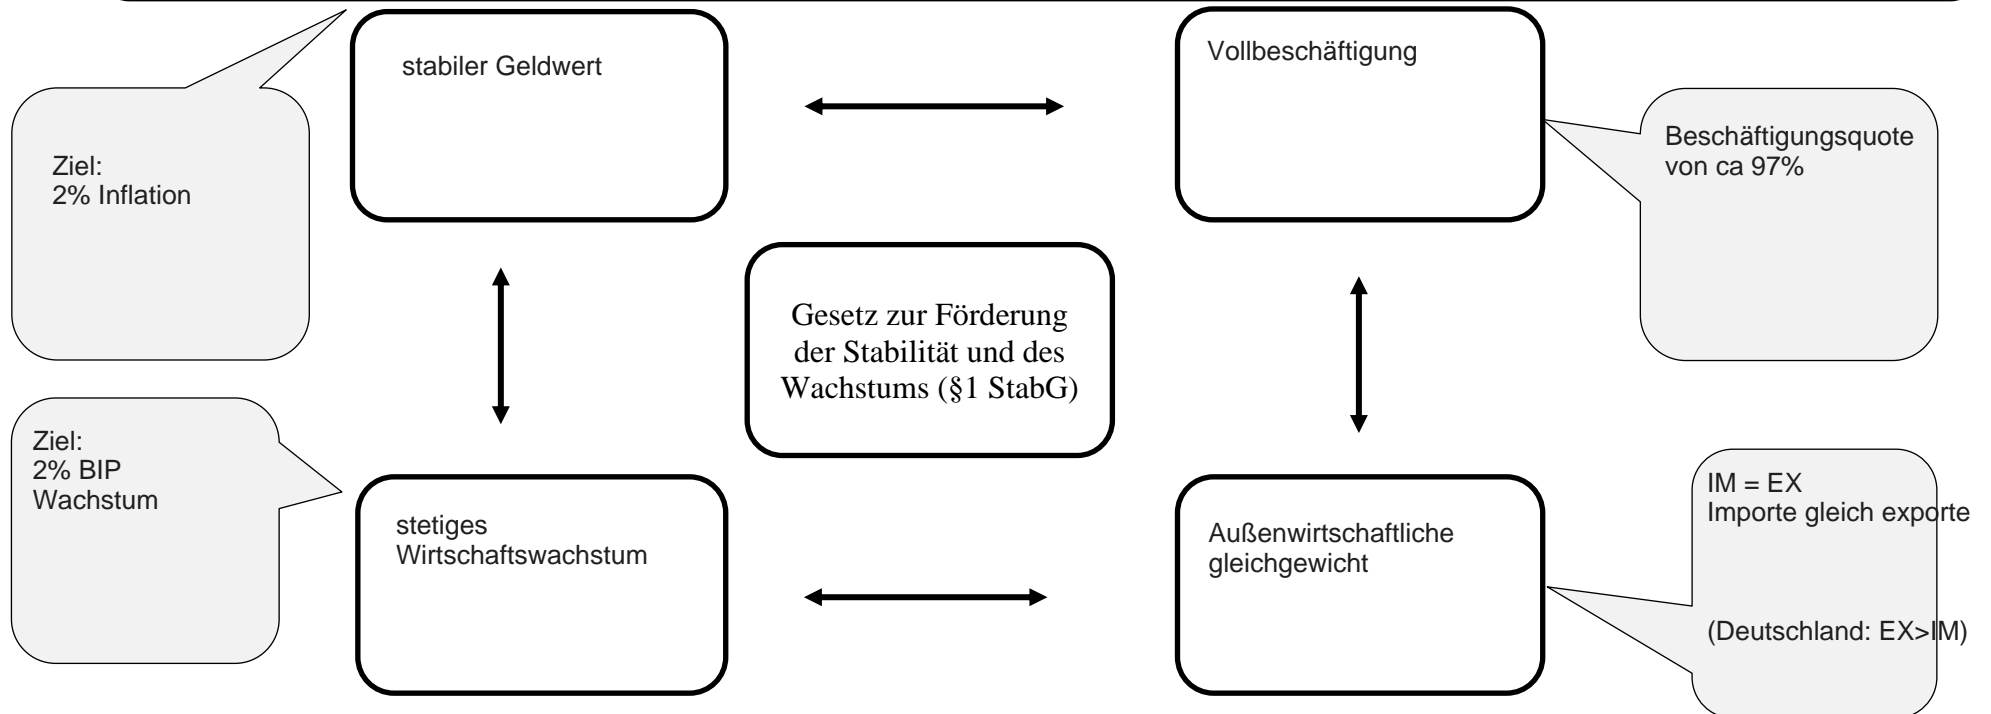 stabiler Geldwert
Vollbeschäftigung
Ziel:
2% Inflation
Beschäftigungsquote
von ca 97%
Gesetz zur Förderung
der Stabilität und des
Wachstums (§1 StabG)
Ziel:
2% BIP
Wachstum
stetiges
Wirtschaftswachstum
Außenwirtschaftliche
gleichgewicht
IM = EX
Importe gleich exporte
(Deutschland: EX>IM)